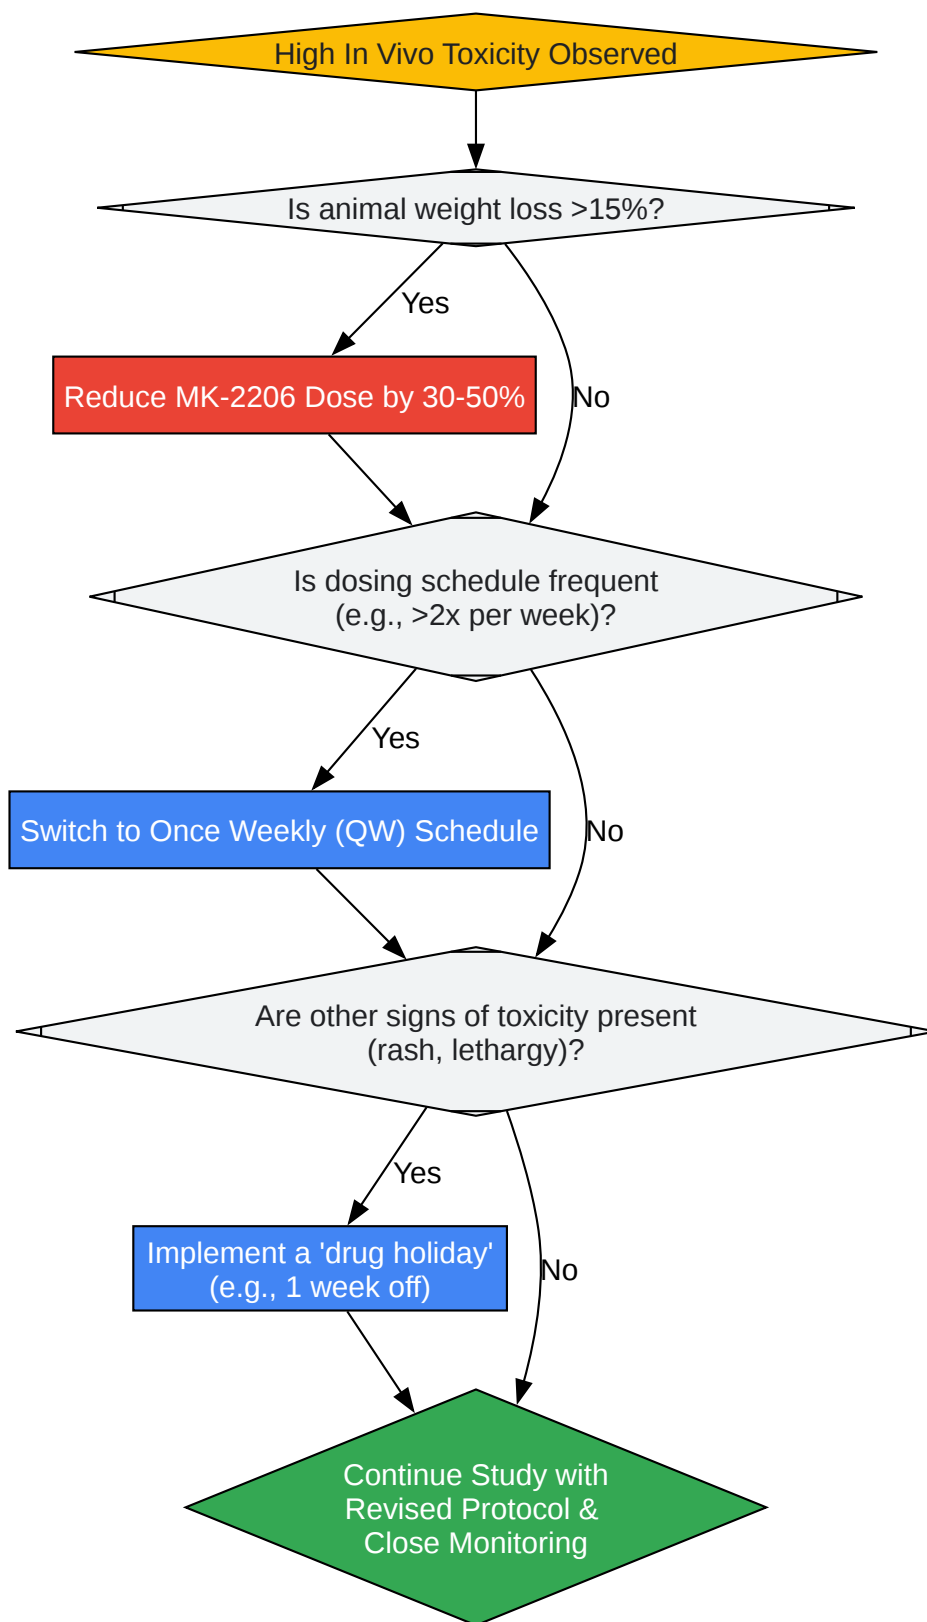 High In Vivo Toxicity Observed
Is animal weight loss >15%?
Yes
Reduce MK-2206 Dose by 30-50%
No
Is dosing schedule frequent
(e.g., >2x per week)?
Yes
Switch to Once Weekly (QW) Schedule
No
Are other signs of toxicity present
(rash, lethargy)?
Yes
Implement a 'drug holiday'
(e.g., 1 week off)
No
Continue Study with
Revised Protocol &
Close Monitoring